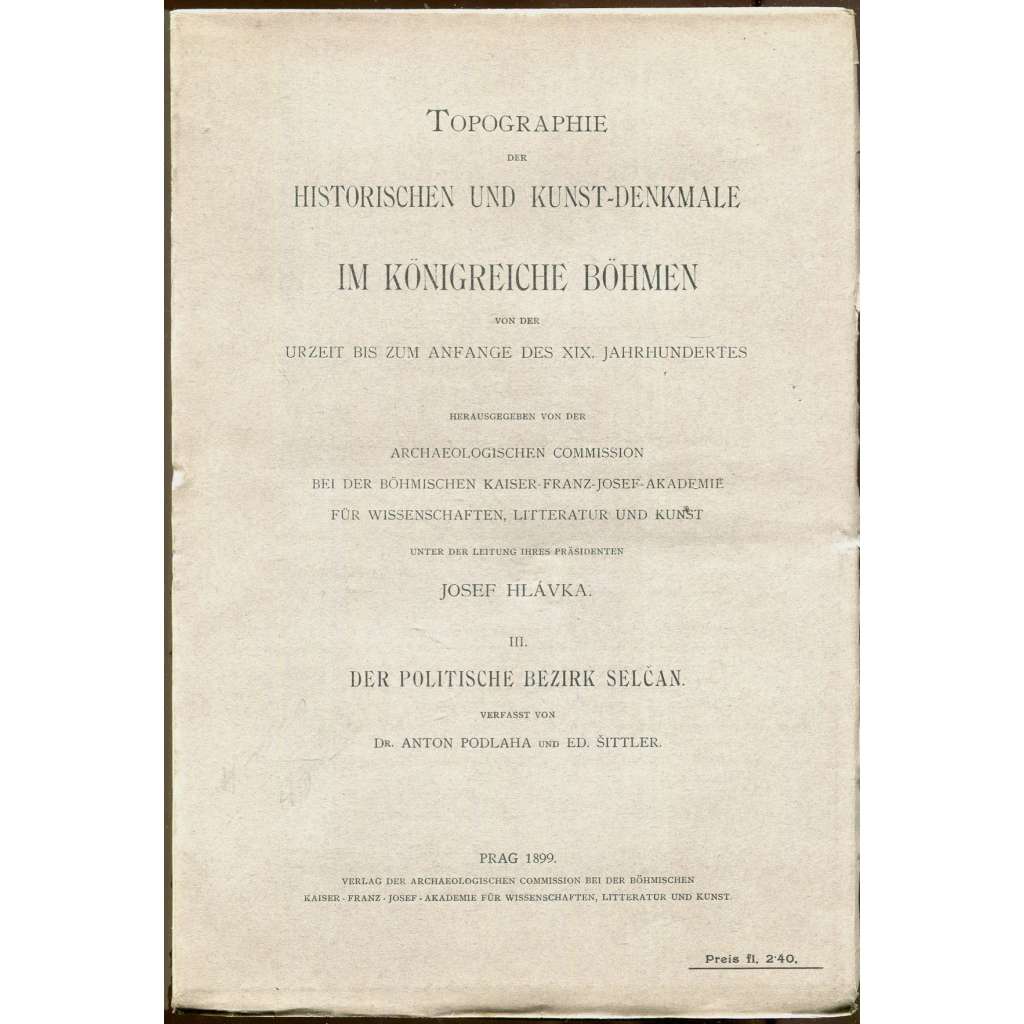 TOPOGRAPHIE
DER
HISTORISCHEN UND KUNST-DENKMALE
IM KÖNIGREICHE BÖHMEN
VON DER
URZEIT BIS ZUM ANFANGE DES XIX. JAHRHUNDERTES
HERAUSGEGEBEN VON DER
ARCHAEOLOGISCHEN COMMISSION
BEI DER BÖHMISCHEN KAISER-FRANZ-JOSEF-AKADEMIE
FÜR WISSENSCHAFTEN, LITTERATUR UND KUNST
UNTER DER LEITUNG IHRES PRÄSIDENTEN
JOSEF HLÁVKA.
III.
DER POLITISCHE BEZIRK SELČAN.
VERFASST VON
DR. ANTON PODLAHA UND ED. ŠITTLER.
PRAG 1899.
VERLAG DER ARCHAEOLOGISCHEN COMMISSION BEI DER BÖHMISCHEN
KAISER-FRANZ-JOSEF-AKADEMIE FÜR WISSENSCHAFTEN, LITTERATUR UND KUNST.
Preis fl. 2·40.